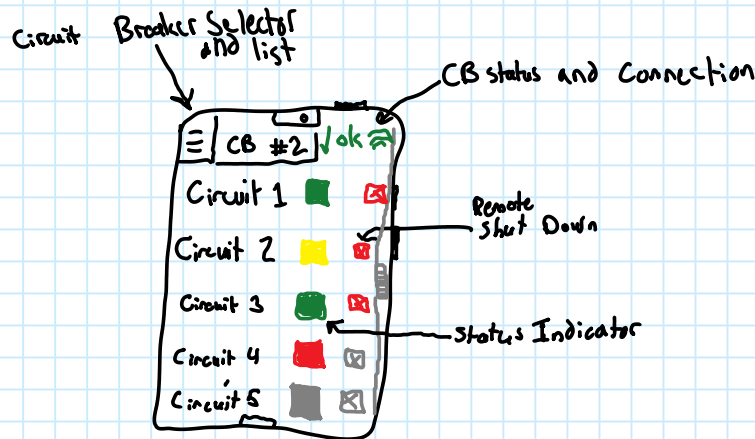 Circuit Breaker Selector
and list
CB status and Connection
CB #2 ok
Circuit 1
Remote
Shut Down
Circuit 2
Circuit 3
Status Indicator
Circuit 4
Circuit 5